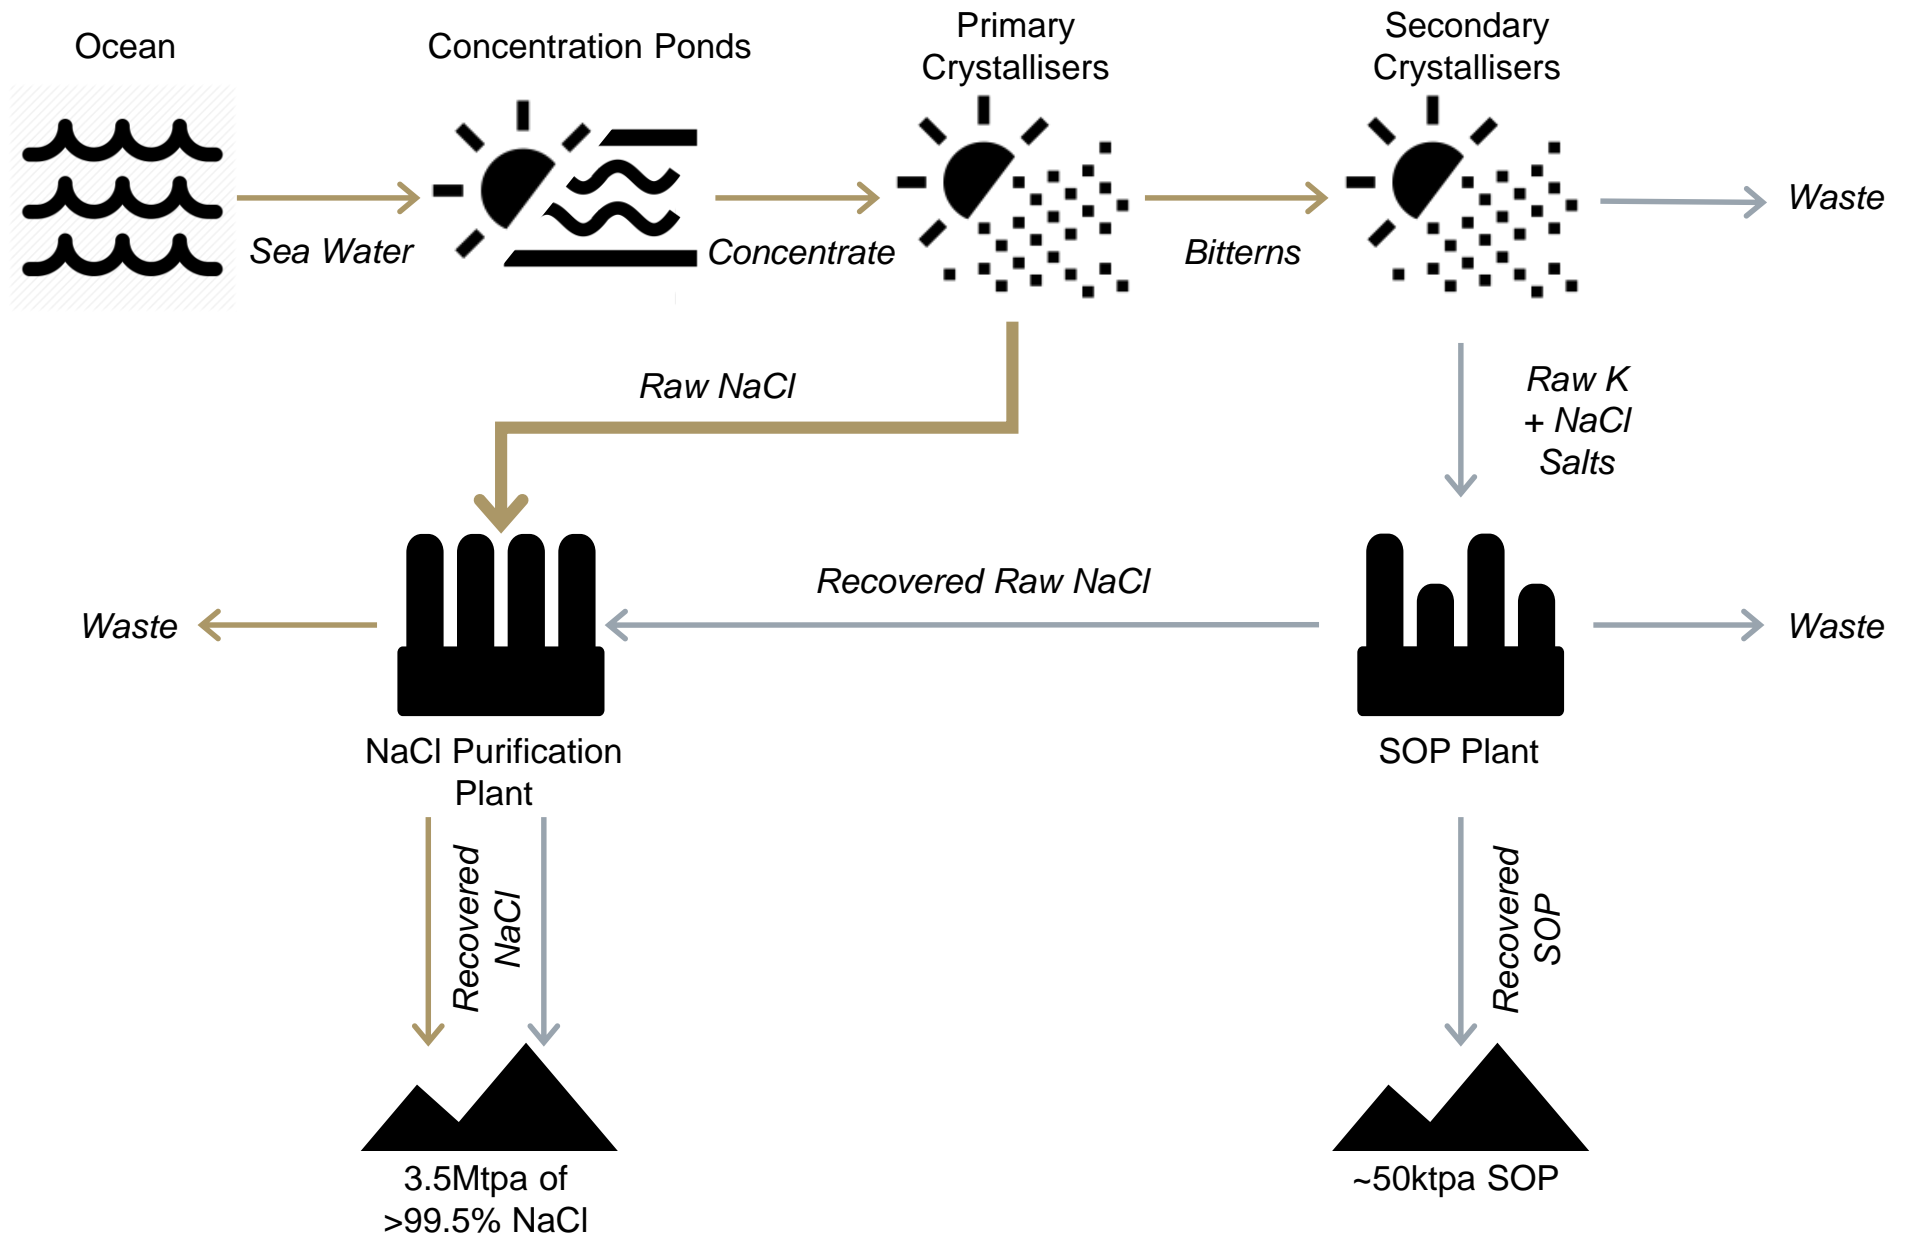 Ocean
Concentration Ponds
Primary
Crystallisers
Secondary
Crystallisers
Sea Water
Concentrate
Bitterns
Waste
Raw NaCl
Raw K
+ NaCl
Salts
Recovered Raw NaCl
Waste
Waste
NaCl Purification
Plant
SOP Plant
Recovered
NaCl
Recovered
SOP
3.5Mtpa of
>99.5% NaCl
~50ktpa SOP